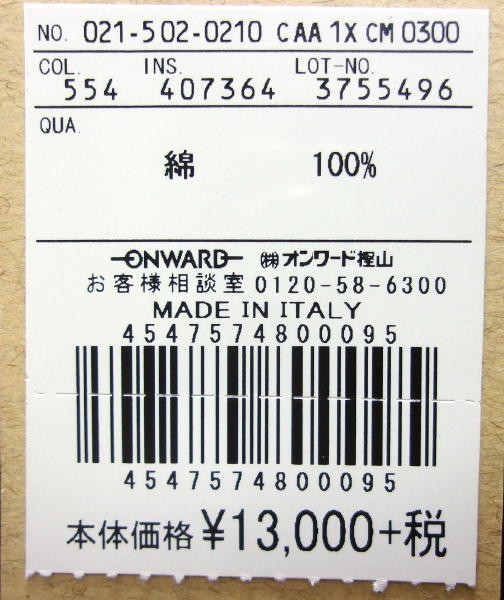 NO. 021-502-0210 CAA 1X CM 0300
COL. INS. LOT-NO.
554 407364 3755496
QUA.
綿 100%
ONWARD ㈱オンワード樫山
お客様相談室 0120-58-6300
MADE IN ITALY
4547574800095
4547574800095
本体価格 ¥13,000+税